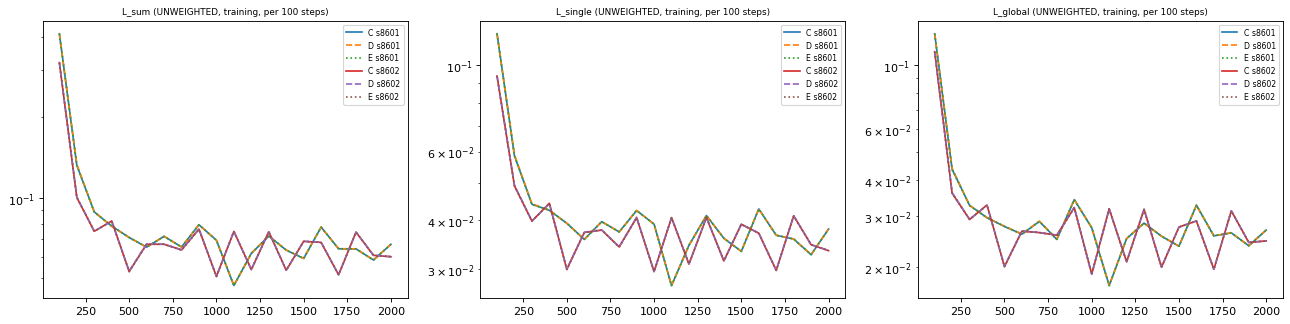 L_sum (UNWEIGHTED, training, per 100 steps)
C s8601
D s8601
E s8601
C s8602
D s8602
E s8602
10⁻¹
250 500 750 1000 1250 1500 1750 2000
L_single (UNWEIGHTED, training, per 100 steps)
C s8601
D s8601
E s8601
C s8602
D s8602
E s8602
10⁻¹
6 × 10⁻²
4 × 10⁻²
3 × 10⁻²
250 500 750 1000 1250 1500 1750 2000
L_global (UNWEIGHTED, training, per 100 steps)
C s8601
D s8601
E s8601
C s8602
D s8602
E s8602
10⁻¹
6 × 10⁻²
4 × 10⁻²
3 × 10⁻²
2 × 10⁻²
250 500 750 1000 1250 1500 1750 2000